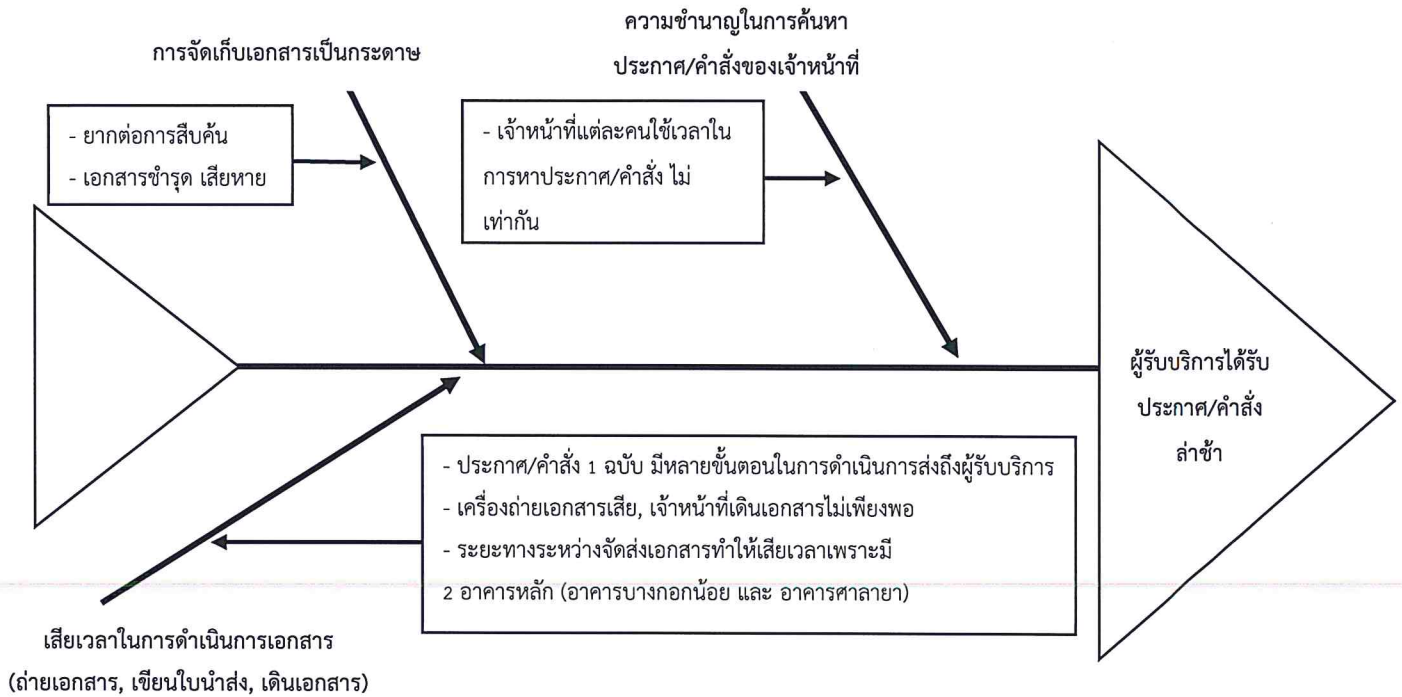 การจัดเก็บเอกสารเป็นกระดาษ
ความชำนาญในการค้นหา
ประกาศ/คำสั่งของเจ้าหน้าที่
- ยากต่อการสืบค้น
- เอกสารชำรุด เสียหาย
- เจ้าหน้าที่แต่ละคนใช้เวลาใน
การหาประกาศ/คำสั่ง ไม่
เท่ากัน
ผู้รับบริการได้รับ
ประกาศ/คำสั่ง
ล่าช้า
- ประกาศ/คำสั่ง 1 ฉบับ มีหลายขั้นตอนในการดำเนินการส่งถึงผู้รับบริการ
- เครื่องถ่ายเอกสารเสีย, เจ้าหน้าที่เดินเอกสารไม่เพียงพอ
- ระยะทางระหว่างจัดส่งเอกสารทำให้เสียเวลาเพราะมี
2 อาคารหลัก (อาคารบางกอกน้อย และ อาคารศาลายา)
เสียเวลาในการดำเนินการเอกสาร
(ถ่ายเอกสาร, เขียนใบนำส่ง, เดินเอกสาร)